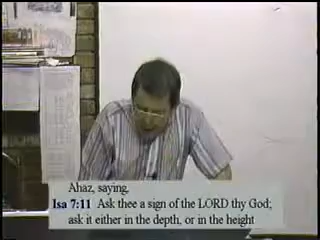 Ahaz, saying,
Isa 7:11 Ask thee a sign of the LORD thy God;
ask it either in the depth, or in the height